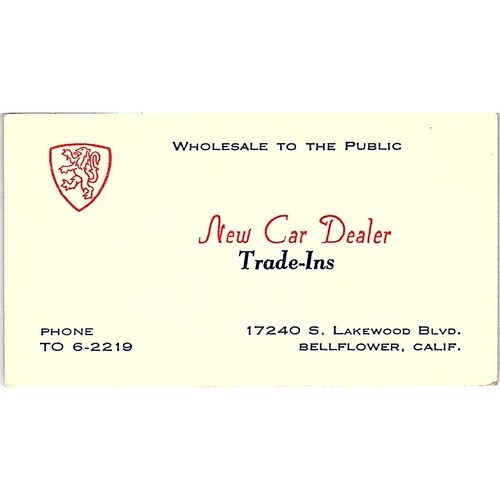 Wholesale to the Public
New Car Dealer
Trade-Ins
PHONE
TO 6-2219
17240 S. Lakewood Blvd.
BELLFLOWER, CALIF.